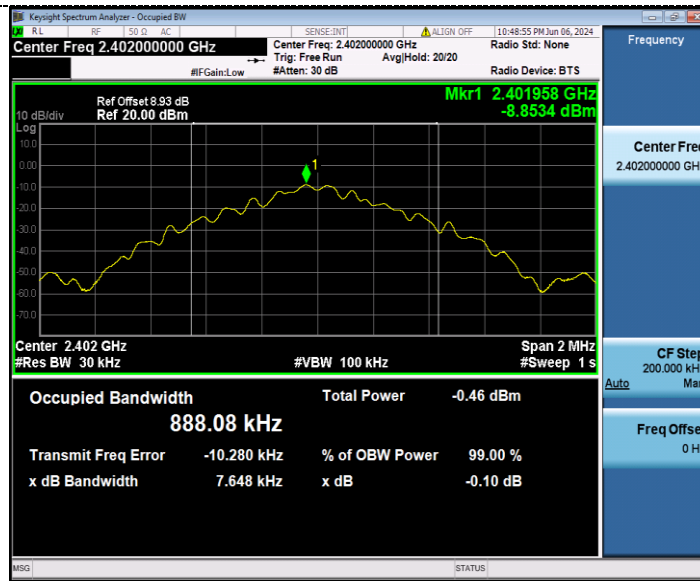 Keysight Spectrum Analyzer - Occupied BW
RL RF 50 Ω AC SENSE:INT ALIGN OFF 10:48:55 PM Jun 06, 2024
Center Freq 2.402000000 GHz Center Freq: 2.402000000 GHz Radio Std: None
Trig: Free Run Avg|Hold: 20/20
#IFGain:Low #Atten: 30 dB Radio Device: BTS
Frequency
Ref Offset 8.93 dB Mkr1 2.401958 GHz
10 dB/div Ref 20.00 dBm -8.8534 dBm
Log
10.0
0.00
1
-10.0
-20.0
-30.0
-40.0
-50.0
-60.0
-70.0
Center 2.402 GHz Span 2 MHz
#Res BW 30 kHz #VBW 100 kHz #Sweep 1 s
Occupied Bandwidth Total Power -0.46 dBm
888.08 kHz
Transmit Freq Error -10.280 kHz % of OBW Power 99.00 %
x dB Bandwidth 7.648 kHz x dB -0.10 dB
Center Fre
2.402000000 GH
CF Step
200.000 kH
Auto Ma
Freq Offse
0 H
MSG STATUS